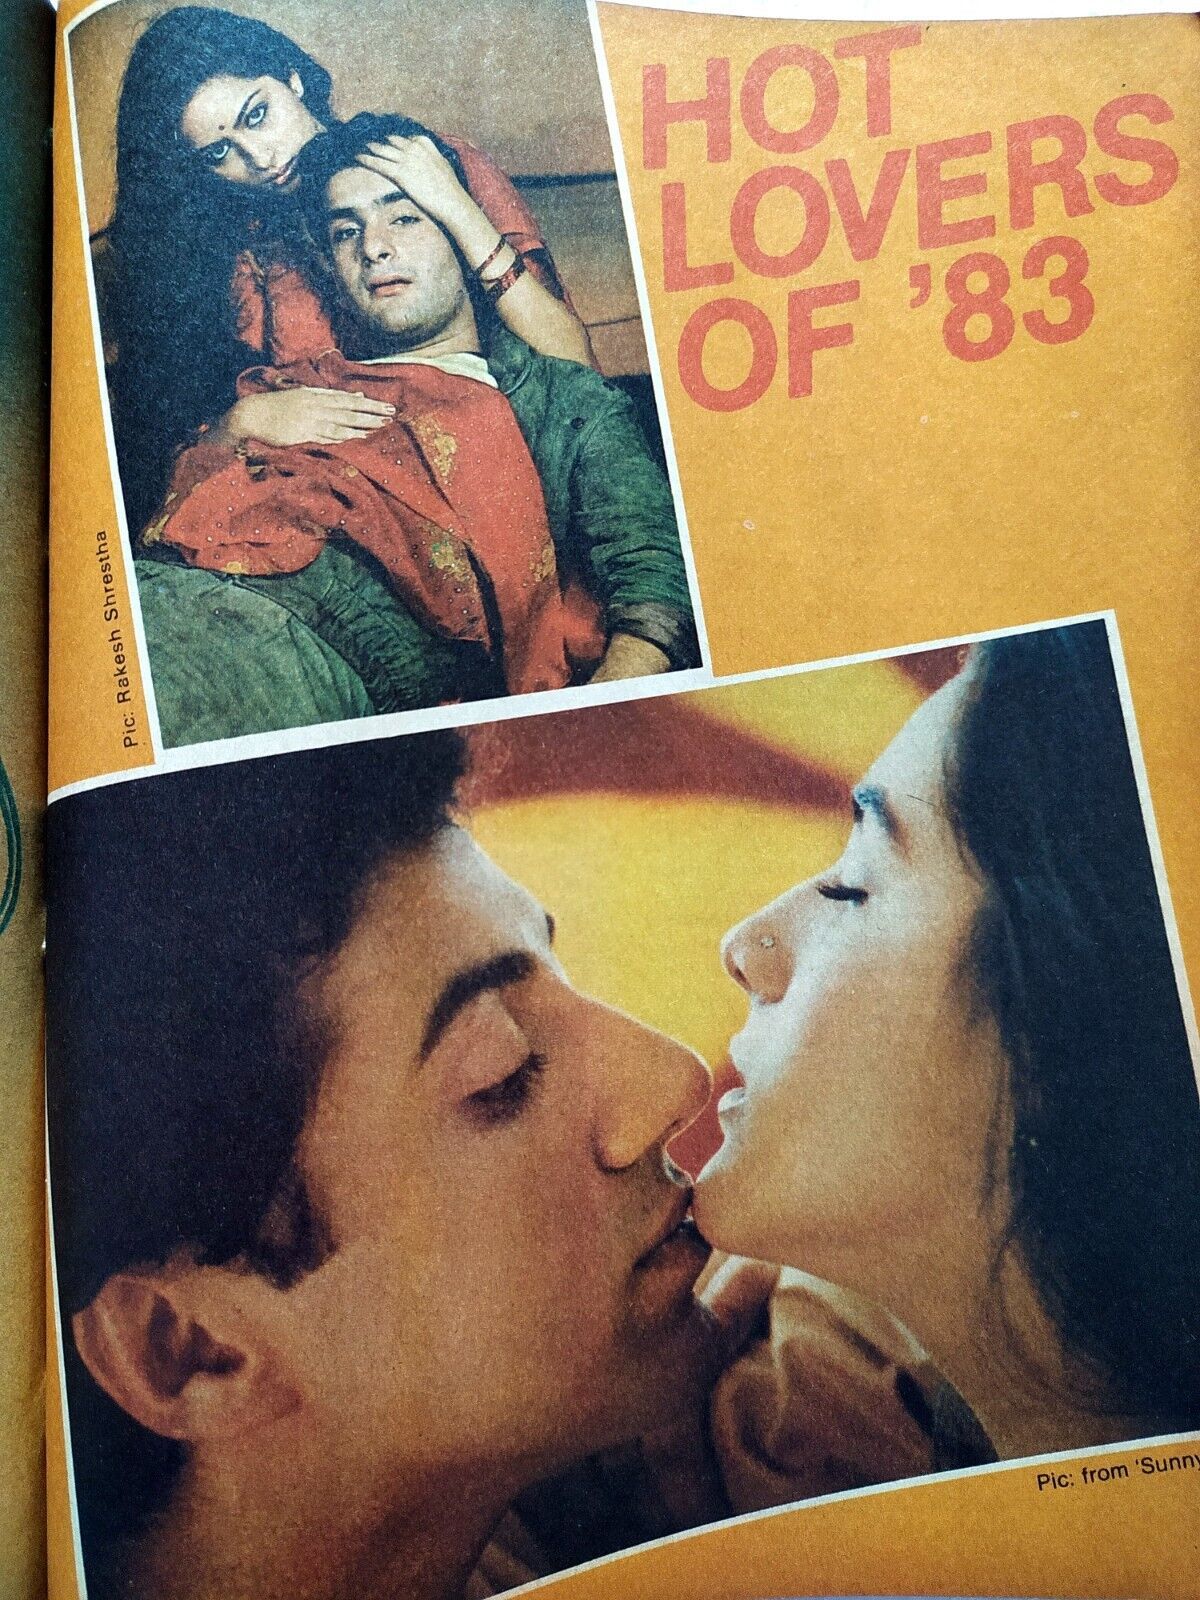 HOT
LOVERS
OF '83
Pic: Rakesh Shrestha
Pic: from 'Sunny